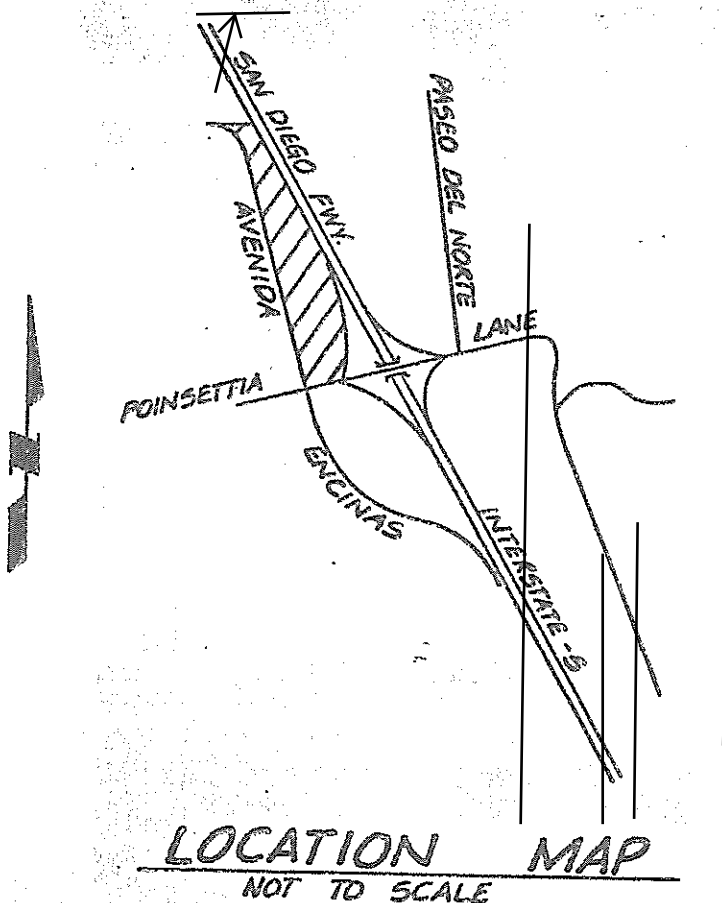 SAN DIEGO FWY.
PASEO DEL NORTE
AVENIDA
LANE
POINSETTIA
ENCINAS
INTERSTATE-5
N
LOCATION MAP
NOT TO SCALE